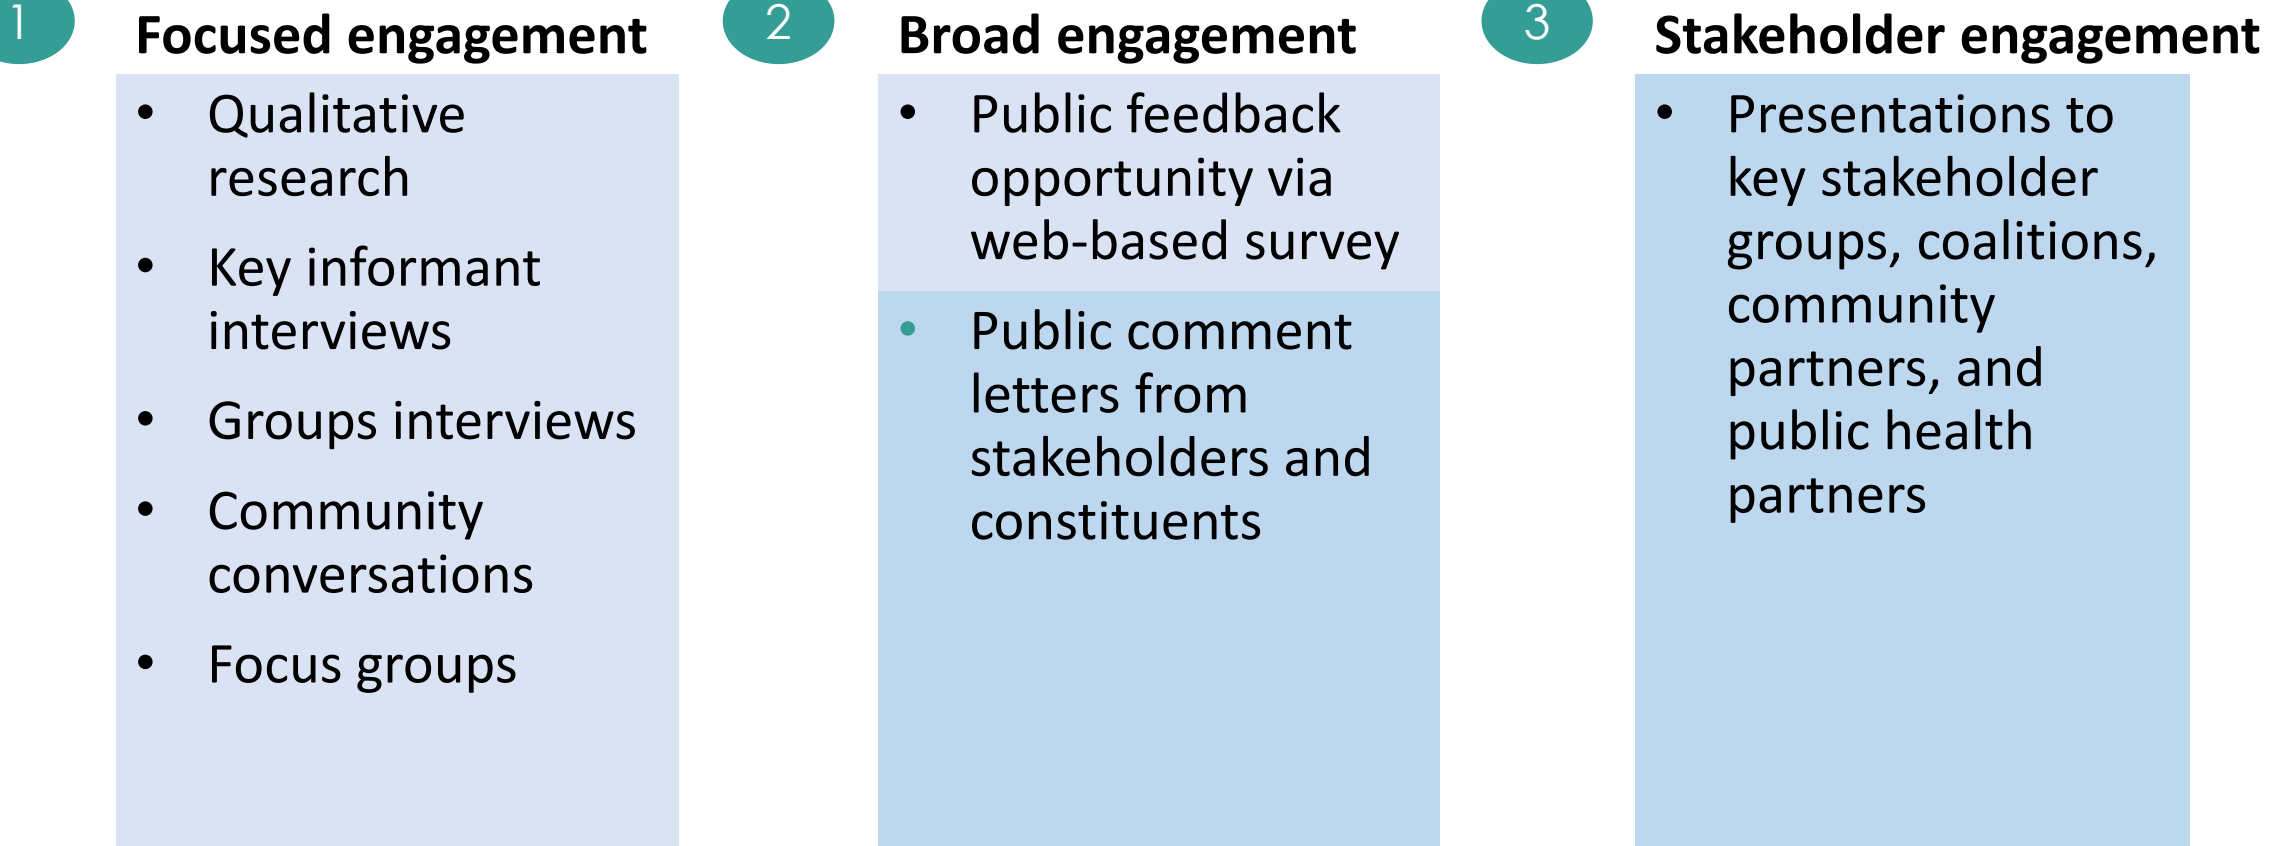 1
Focused engagement
• Qualitative
research
• Key informant
interviews
• Groups interviews
• Community
conversations
• Focus groups
2
Broad engagement
• Public feedback
opportunity via
web-based survey
• Public comment
letters from
stakeholders and
constituents
3
Stakeholder engagement
• Presentations to
key stakeholder
groups, coalitions,
community
partners, and
public health
partners